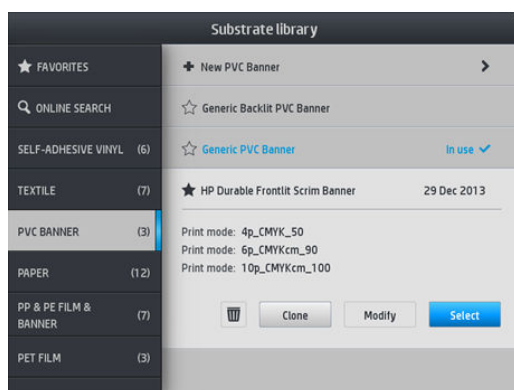 Substrate library
FAVORITES
ONLINE SEARCH
SELF-ADHESIVE VINYL (6)
TEXTILE (7)
PVC BANNER (3)
PAPER (12)
PP & PE FILM &
BANNER (7)
PET FILM (3)
New PVC Banner
Generic Backlit PVC Banner
Generic PVC Banner In use
HP Durable Frontlit Scrim Banner 29 Dec 2013
Print mode: 4p_CMYK_50
Print mode: 6p_CMYKcm_90
Print mode: 10p_CMYKcm_100
Clone Modify Select